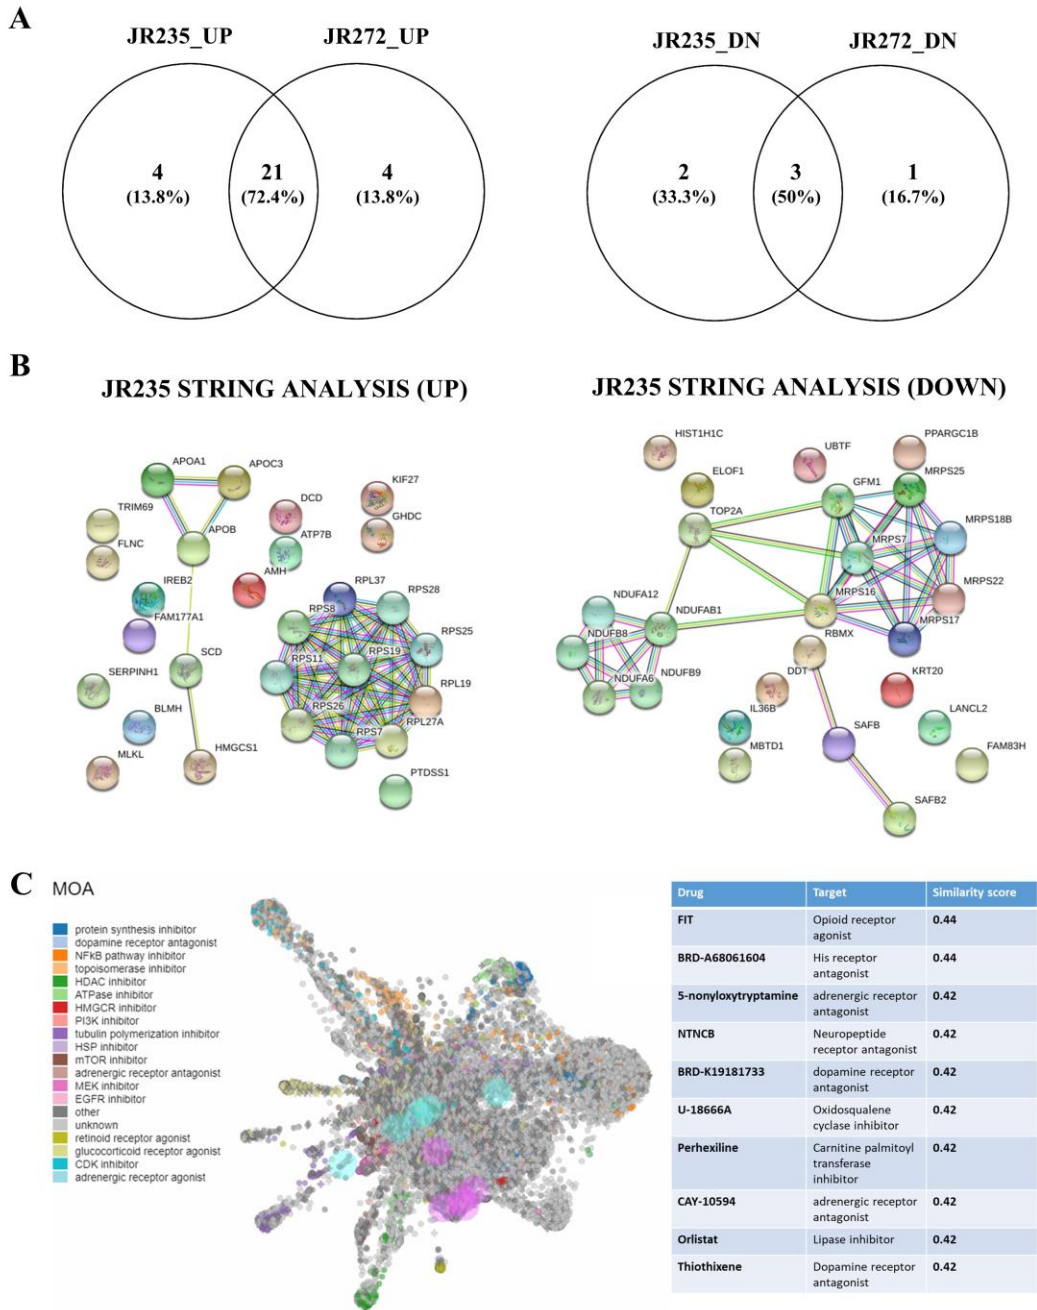 A
JR235_UP
JR272_UP
JR235_DN
JR272_DN
4
(13.8%)
21
(72.4%)
4
(13.8%)
2
(33.3%)
3
(50%)
1
(16.7%)
B
JR235 STRING ANALYSIS (UP)
JR235 STRING ANALYSIS (DOWN)
APOA1
APOC3
TRIM69
APOB
FLNC
DCD
KIF27
ATP7B
GHDC
IREB2
AMH
FAM177A1
RPL37
RPS28
RPS8
RPS25
SCD
RPS11
RPS19
SERPINH1
RPL19
RPS26
RPL27A
BLMH
RPS7
MLKL
HMGCS1
PTDSS1
HIST1H1C
UBTF
PPARGC1B
ELOF1
GFM1
MRPS25
TOP2A
MRPS18B
MRPS7
NDUFA12
NDUFAB1
MRPS16
MRPS22
NDUFB8
RBMX
MRPS17
NDUFA6
NDUFB9
DDT
KRT20
IL36B
LANCL2
MBTD1
SAFB
FAM83H
SAFB2
C
MOA
protein synthesis inhibitor
dopamine receptor antagonist
NFkB pathway inhibitor
topoisomerase inhibitor
HDAC inhibitor
ATPase inhibitor
HMGCR inhibitor
PI3K inhibitor
tubulin polymerization inhibitor
HSP inhibitor
mTOR inhibitor
adrenergic receptor antagonist
MEK inhibitor
EGFR inhibitor
other
unknown
retinoid receptor agonist
glucocorticoid receptor agonist
CDK inhibitor
adrenergic receptor agonist
Drug Target Similarity score
FIT Opioid receptor 0.44
agonist
BRD-A68061604 His receptor 0.44
antagonist
5-nonyloxytryptamine adrenergic receptor 0.42
antagonist
NTNCB Neuropeptide 0.42
receptor antagonist
BRD-K19181733 dopamine receptor 0.42
antagonist
U-18666A Oxidosqualene 0.42
cyclase inhibitor
Perhexiline Carnitine palmitoyl 0.42
transferase
inhibitor
CAY-10594 adrenergic receptor 0.42
antagonist
Orlistat Lipase inhibitor 0.42
Thiothixene Dopamine receptor 0.42
antagonist